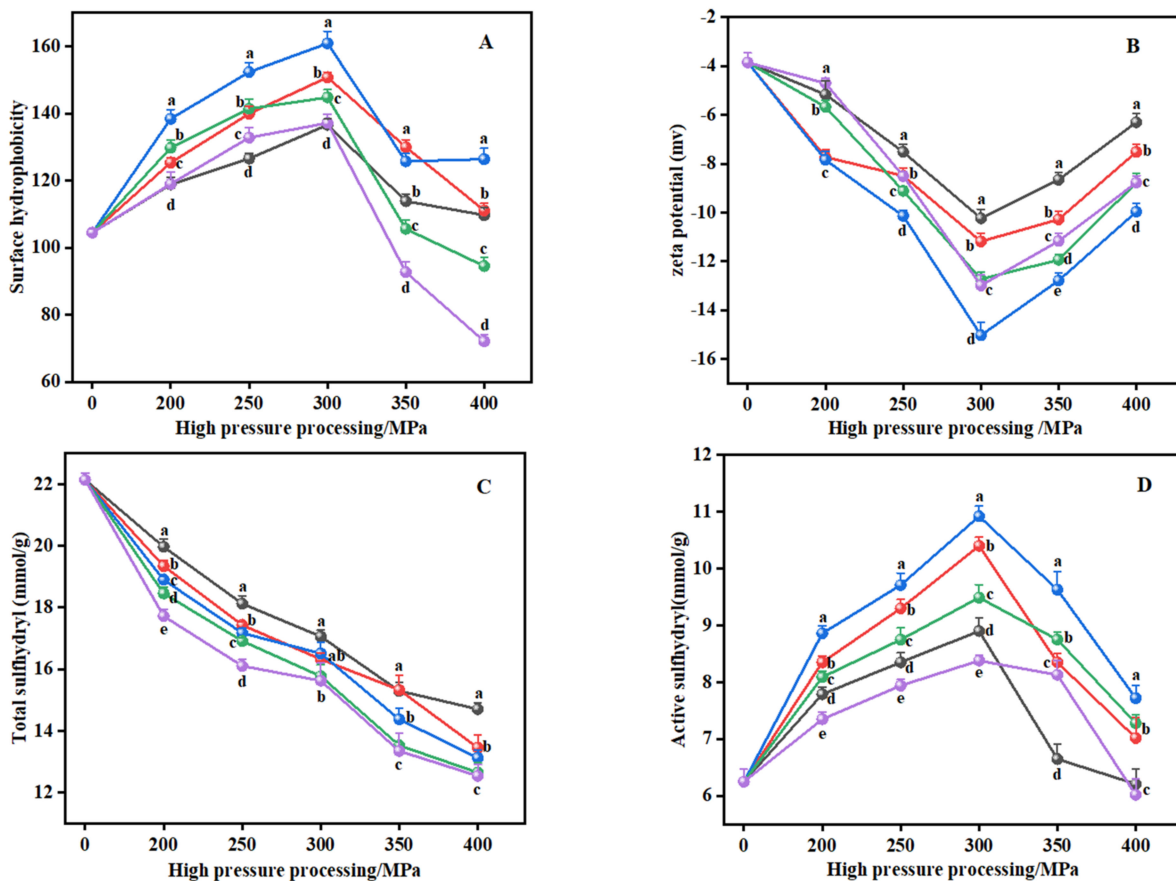 A
Surface hydrophobicity
160
140
120
100
80
60
a
a
a
b
b
c
b
c
d
c
d
d
a
b
c
d
a
b
c
d
0 200 250 300 350 400
High pressure processing/MPa
B
zeta potential (mv)
-2
-4
-6
-8
-10
-12
-14
-16
a
b
c
a
b
c
d
a
b
c
d
a
b
c
d
e
a
b
c
d
0 200 250 300 350 400
High pressure processing /MPa
C
Total sulfhydryl (mmol/g)
22
20
18
16
14
12
a
b
c
d
e
a
b
c
d
a
ab
b
a
b
c
a
b
c
0 200 250 300 350 400
High pressure processing/MPa
D
Active sulfhydryl(mmol/g)
12
11
10
9
8
7
6
a
b
c
d
e
a
b
c
d
e
a
b
c
d
e
a
b
c
d
a
b
c
0 200 250 300 350 400
High pressure processing/MPa